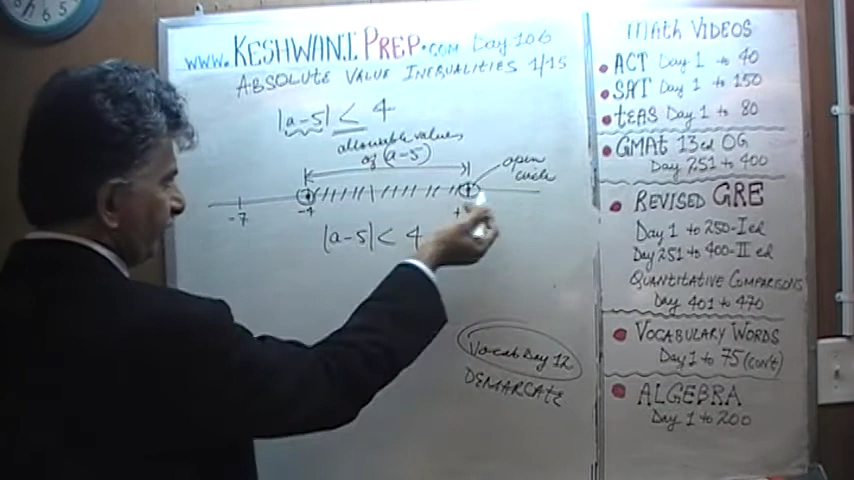 www.KESHWANIPREP.com Day 106
ABSOLUTE VALUE INEQUALITIES 1/15
|a-5| ≤ 4
allowable values
of (a-5)
open
circle
-7 -4 +
|a-5| < 4
Vocab Day 12
DEMARCATE
MATH VIDEOS
ACT Day 1 to 40
SAT Day 1 to 150
tEAS Day 1 to 80
GMAt 13ed OG
Day 251 to 400
REVISED GRE
Day 1 to 250-I ed
Day 251 to 400-II ed
QUANTITATIVE COMPARISONS
Day 401 to 470
VOCABULARY WORDS
Day 1 to 75 (cont)
ALGEBRA
Day 1 to 200
6 5